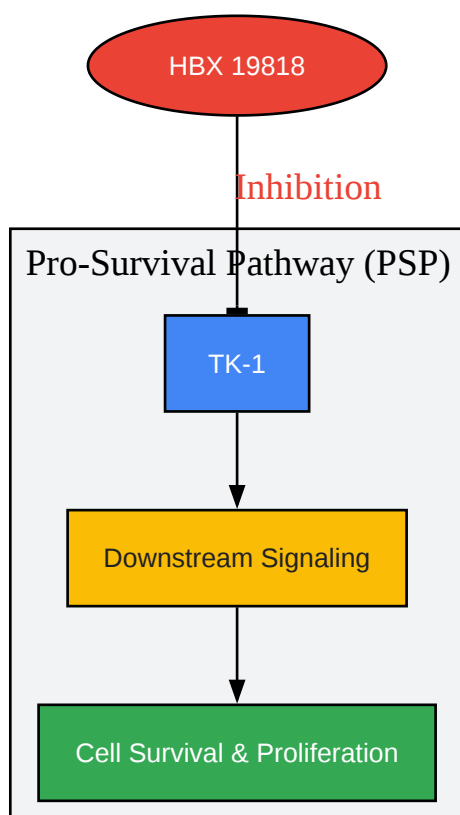 HBX 19818
Inhibition
Pro-Survival Pathway (PSP)
TK-1
Downstream Signaling
Cell Survival & Proliferation